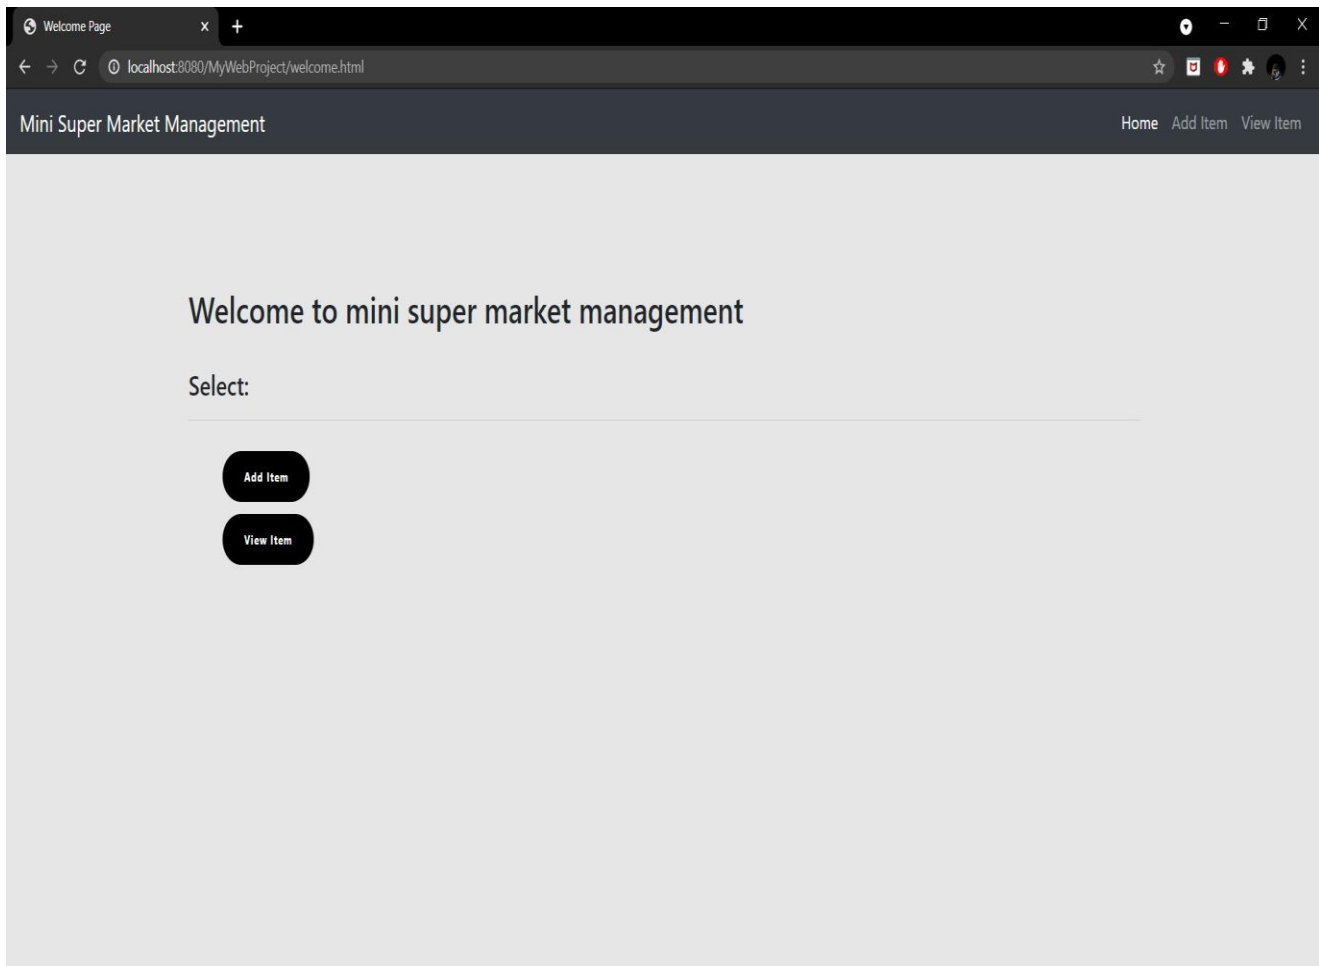 Welcome Page
localhost:8080/MyWebProject/welcome.html
Mini Super Market Management
Home Add Item View Item
Welcome to mini super market management
Select:
Add Item
View Item